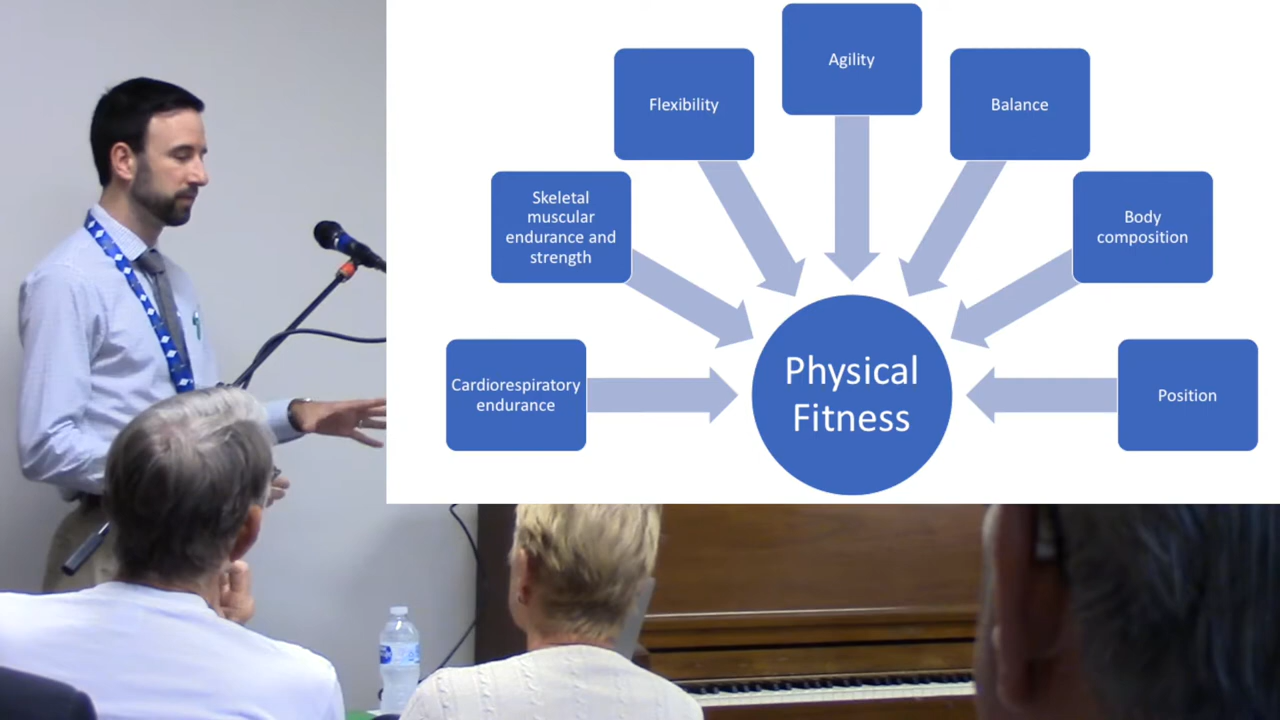 Agility
Flexibility
Balance
Skeletal
muscular
endurance and
strength
Body
composition
Cardiorespiratory
endurance
Physical
Fitness
Position